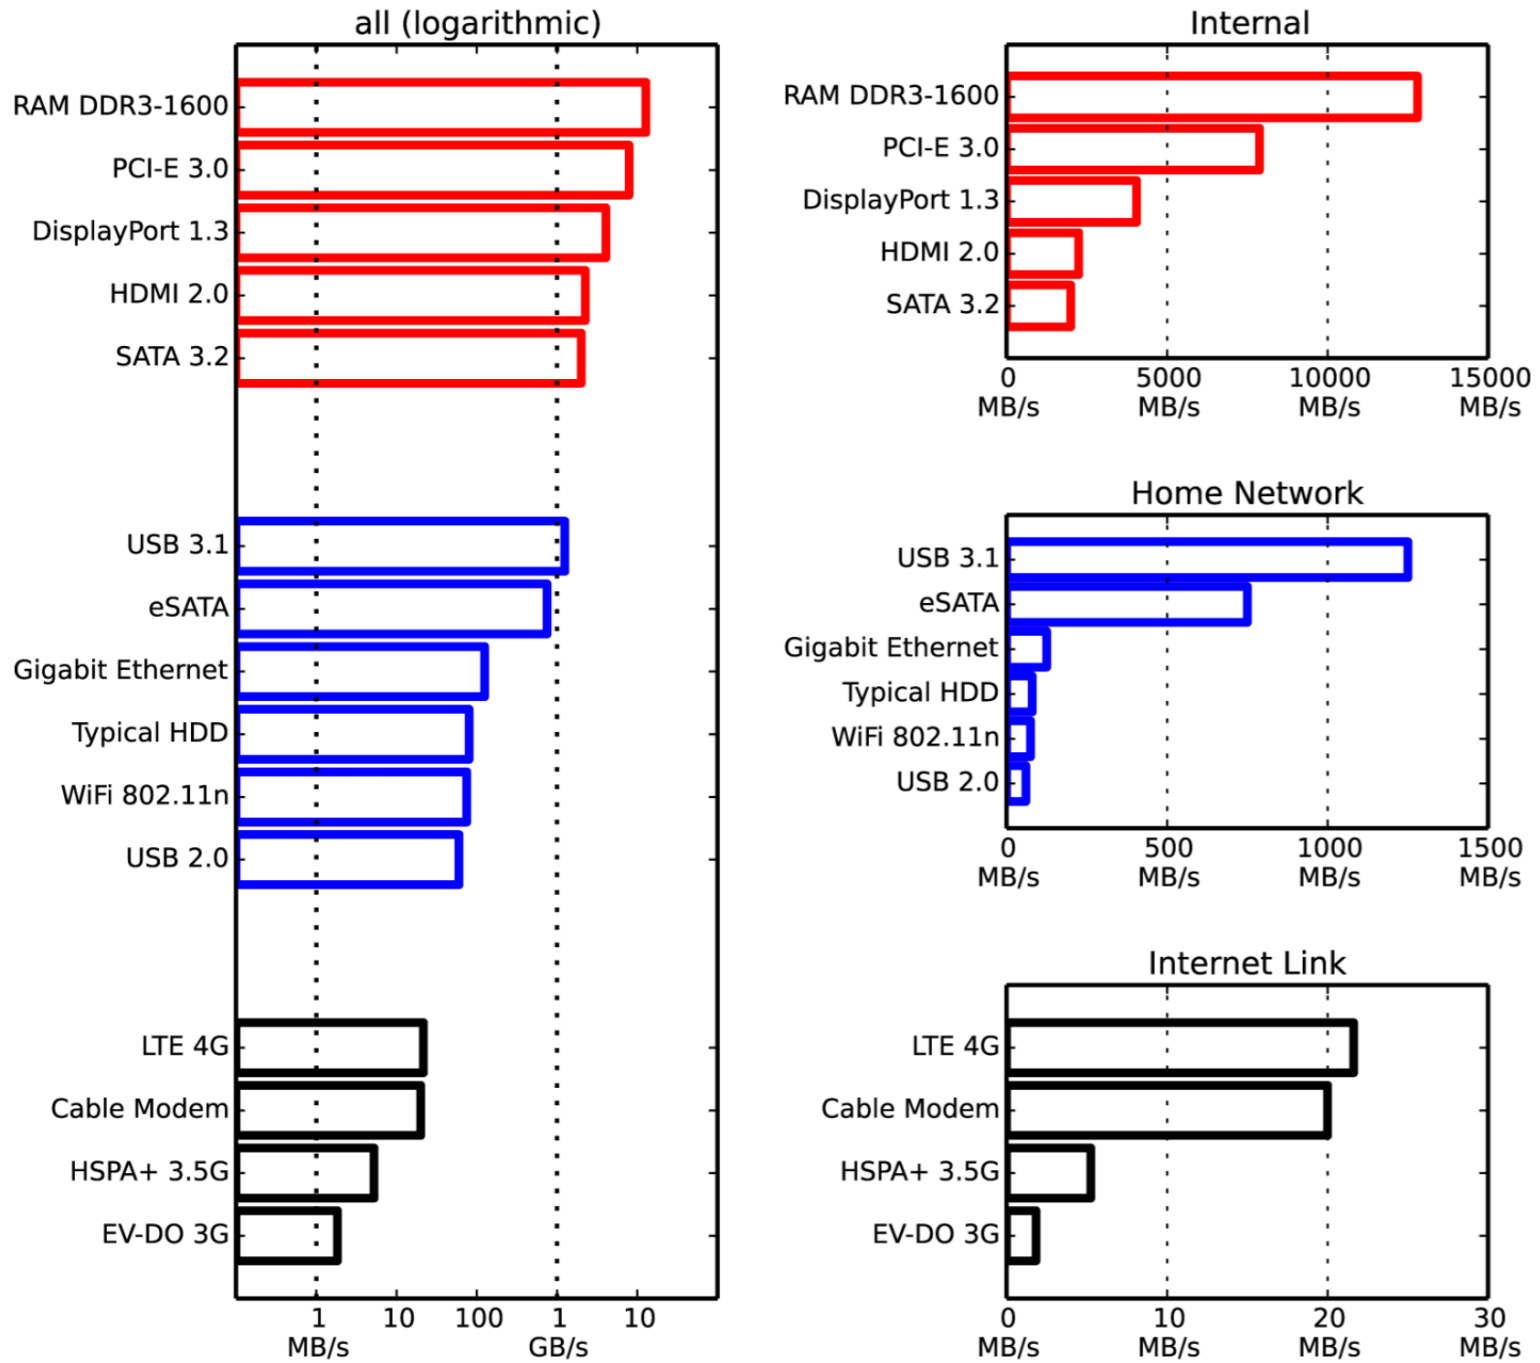 all (logarithmic)
RAM DDR3-1600
PCI-E 3.0
DisplayPort 1.3
HDMI 2.0
SATA 3.2
USB 3.1
eSATA
Gigabit Ethernet
Typical HDD
WiFi 802.11n
USB 2.0
LTE 4G
Cable Modem
HSPA+ 3.5G
EV-DO 3G
1 10 100 1 10
MB/s GB/s
Internal
RAM DDR3-1600
PCI-E 3.0
DisplayPort 1.3
HDMI 2.0
SATA 3.2
0 5000 10000 15000
MB/s MB/s MB/s MB/s
Home Network
USB 3.1
eSATA
Gigabit Ethernet
Typical HDD
WiFi 802.11n
USB 2.0
0 500 1000 1500
MB/s MB/s MB/s MB/s
Internet Link
LTE 4G
Cable Modem
HSPA+ 3.5G
EV-DO 3G
0 10 20 30
MB/s MB/s MB/s MB/s